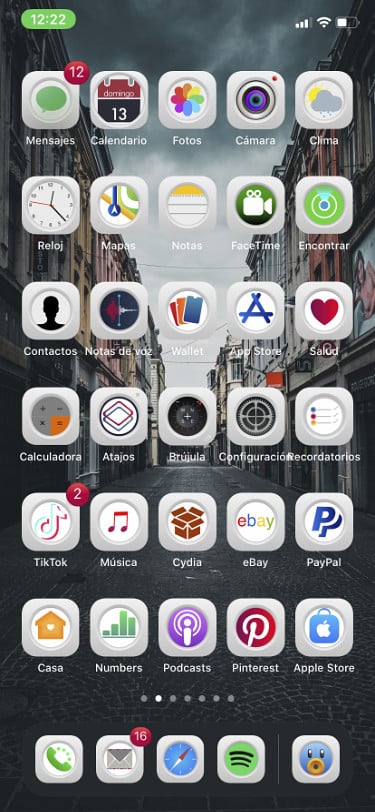 12:22
12
domingo
13
Mensajes Calendario Fotos Cámara Clima
Reloj Mapas Notas FaceTime Encontrar
Contactos Notas de voz Wallet App Store Salud
Calculadora Atajos Brújula Configuración Recordatorios
2
ebay
TikTok Música Cydia eBay PayPal
Casa Numbers Podcasts Pinterest Apple Store
16